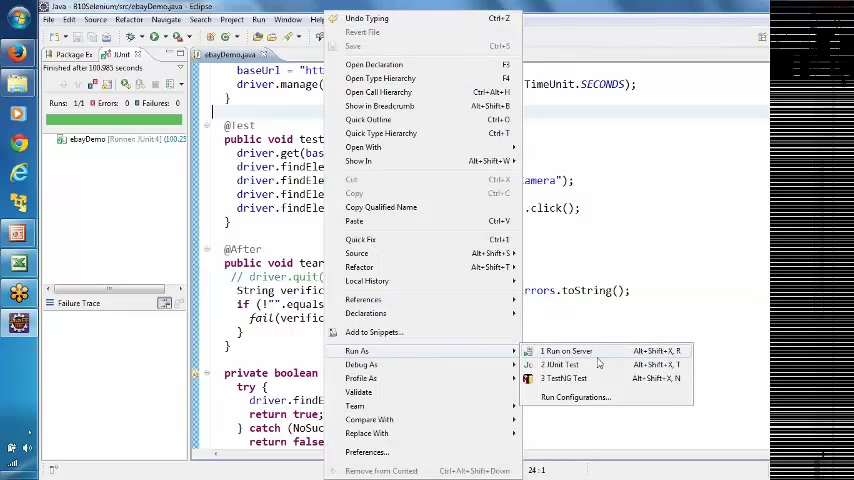 Java - B10Selenium/src/ebayDemo.java - Eclipse
File Edit Source Refactor
Search Project Run Window
Package Ex JUnit
ebayDemo.java
Finished after 100.985 seconds
Runs: 1/1 Errors: 0 Failures: 0
ebayDemo [Runner: JUnit 4] (100.25
Failure Trace
baseUrl = "htt
driver.manage( TimeUnit.SECONDS);
}
@Test
public void test
driver.get(bas
driver.findEle
driver.findEle amera");
driver.findEle
driver.findEle .click();
}
@After
public void tear
// driver.quit(
String verific rrors.toString();
if (!"".equals
fail(verific
}
}
private boolean
try {
driver.findE
return true;
} catch (NoSuc
return false
24 : 1
Undo Typing Ctrl+Z
Revert File
Save Ctrl+S
Open Declaration F3
Open Type Hierarchy F4
Open Call Hierarchy Ctrl+Alt+H
Show in Breadcrumb Alt+Shift+B
Quick Outline Ctrl+O
Quick Type Hierarchy Ctrl+T
Open With
Show In Alt+Shift+W
Cut Ctrl+X
Copy Ctrl+C
Copy Qualified Name
Paste Ctrl+V
Quick Fix Ctrl+1
Source Alt+Shift+S
Refactor Alt+Shift+T
Local History
References
Declarations
Add to Snippets...
Run As
Debug As
Profile As
Validate
Team
Compare With
Replace With
Preferences...
Remove from Context Ctrl+Alt+Shift+Down
1 Run on Server Alt+Shift+X, R
2 JUnit Test Alt+Shift+X, T
3 TestNG Test Alt+Shift+X, N
Run Configurations...